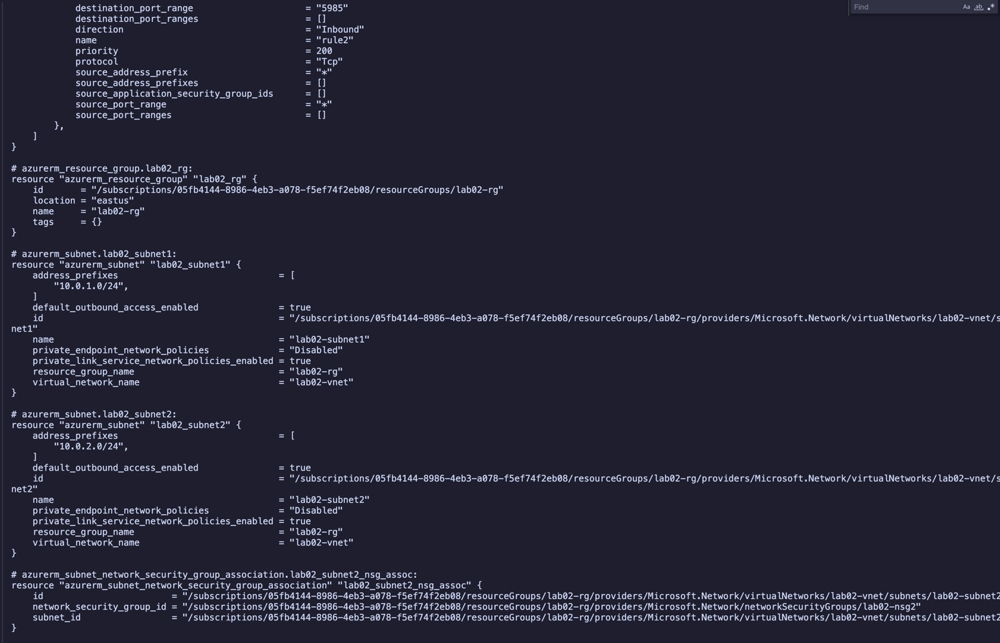 Find
Aa ab .*
destination_port_range = "5985"
destination_port_ranges = []
direction = "Inbound"
name = "rule2"
priority = 200
protocol = "Tcp"
source_address_prefix = "*"
source_address_prefixes = []
source_application_security_group_ids = []
source_port_range = "*"
source_port_ranges = []
},
]
}
# azurerm_resource_group.lab02_rg:
resource "azurerm_resource_group" "lab02_rg" {
id = "/subscriptions/05fb4144-8986-4eb3-a078-f5ef74f2eb08/resourceGroups/lab02-rg"
location = "eastus"
name = "lab02-rg"
tags = {}
}
# azurerm_subnet.lab02_subnet1:
resource "azurerm_subnet" "lab02_subnet1" {
address_prefixes = [
"10.0.1.0/24",
]
default_outbound_access_enabled = true
id = "/subscriptions/05fb4144-8986-4eb3-a078-f5ef74f2eb08/resourceGroups/lab02-rg/providers/Microsoft.Network/virtualNetworks/lab02-vnet/s
net1"
name = "lab02-subnet1"
private_endpoint_network_policies = "Disabled"
private_link_service_network_policies_enabled = true
resource_group_name = "lab02-rg"
virtual_network_name = "lab02-vnet"
}
# azurerm_subnet.lab02_subnet2:
resource "azurerm_subnet" "lab02_subnet2" {
address_prefixes = [
"10.0.2.0/24",
]
default_outbound_access_enabled = true
id = "/subscriptions/05fb4144-8986-4eb3-a078-f5ef74f2eb08/resourceGroups/lab02-rg/providers/Microsoft.Network/virtualNetworks/lab02-vnet/s
net2"
name = "lab02-subnet2"
private_endpoint_network_policies = "Disabled"
private_link_service_network_policies_enabled = true
resource_group_name = "lab02-rg"
virtual_network_name = "lab02-vnet"
}
# azurerm_subnet_network_security_group_association.lab02_subnet2_nsg_assoc:
resource "azurerm_subnet_network_security_group_association" "lab02_subnet2_nsg_assoc" {
id = "/subscriptions/05fb4144-8986-4eb3-a078-f5ef74f2eb08/resourceGroups/lab02-rg/providers/Microsoft.Network/virtualNetworks/lab02-vnet/subnets/lab02-subnet2
network_security_group_id = "/subscriptions/05fb4144-8986-4eb3-a078-f5ef74f2eb08/resourceGroups/lab02-rg/providers/Microsoft.Network/networkSecurityGroups/lab02-nsg2"
subnet_id = "/subscriptions/05fb4144-8986-4eb3-a078-f5ef74f2eb08/resourceGroups/lab02-rg/providers/Microsoft.Network/virtualNetworks/lab02-vnet/subnets/lab02-subnet2
}